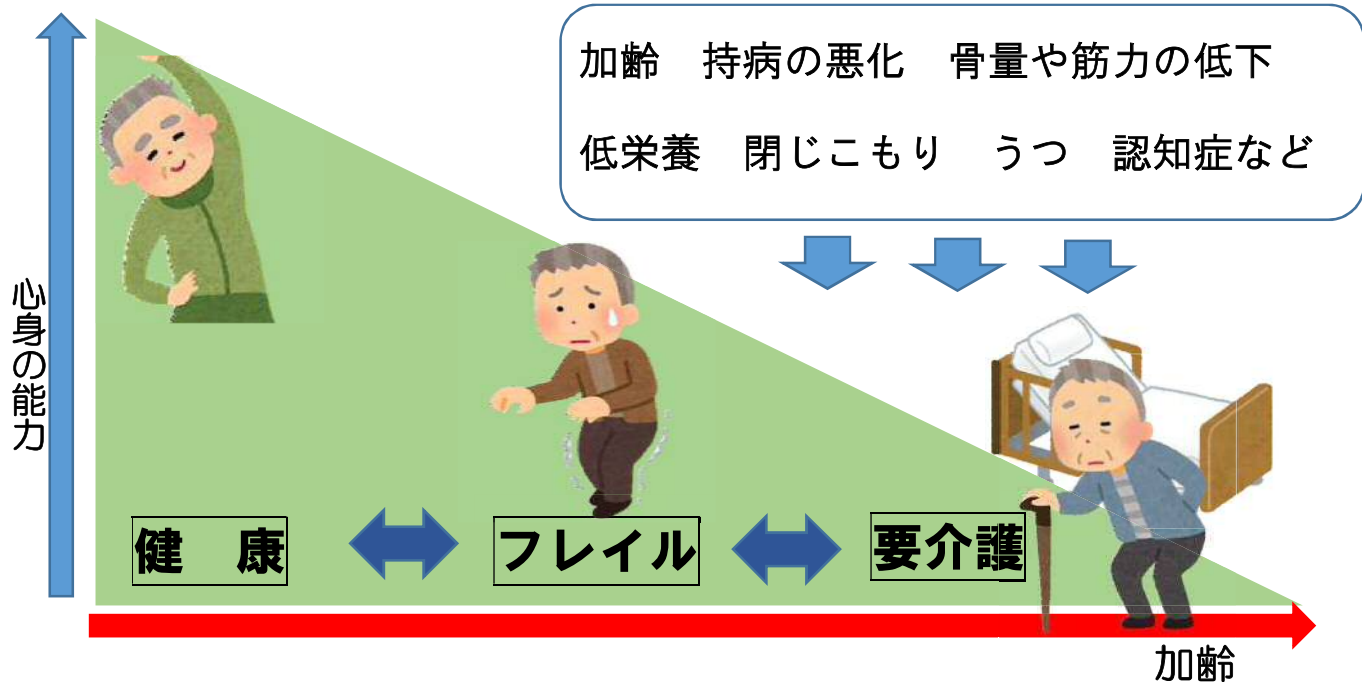 加齢　持病の悪化　骨量や筋力の低下
低栄養　閉じこもり　うつ　認知症など
心身の能力
健　康
フレイル
要介護
加齢